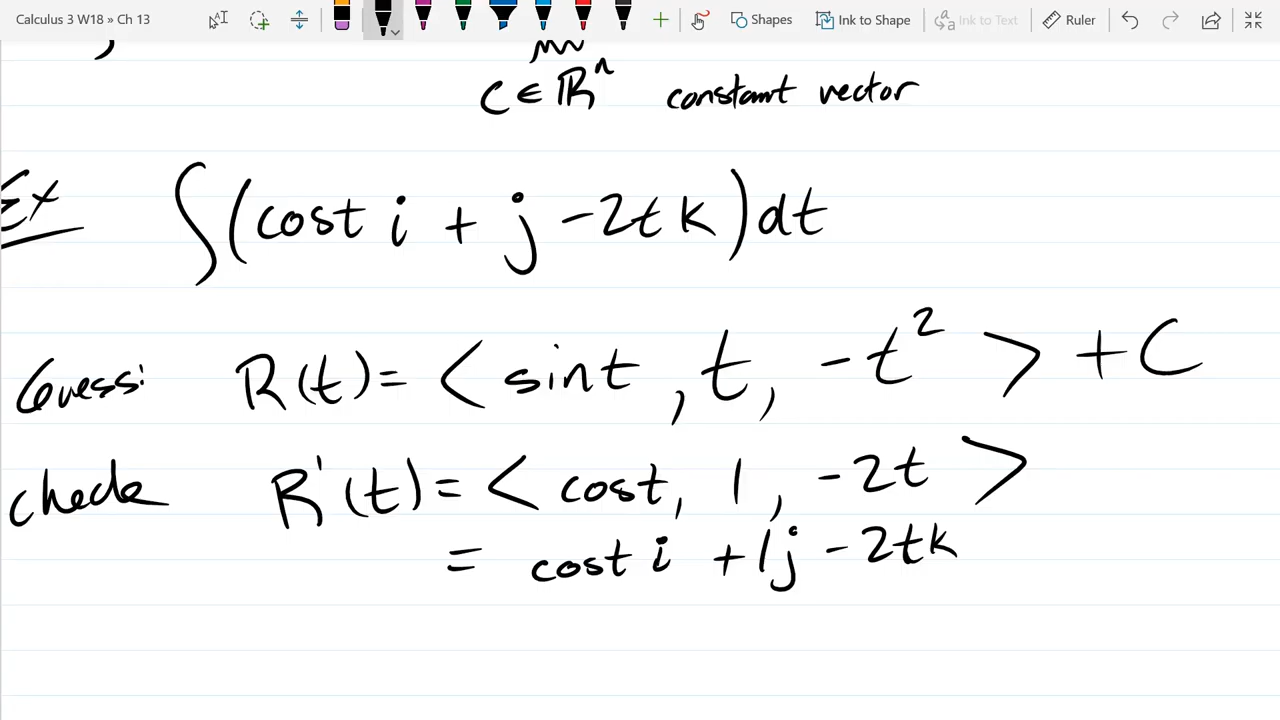 Calculus 3 W18 » Ch 13
Shapes
Ink to Shape
Ink to Text
Ruler
C ∈ ℝⁿ constant vector
Ex ∫(cost i + j - 2t k)dt
Guess: R(t) = < sint, t, -t² > + C
check R'(t) = < cost, 1, -2t >
= cost i + 1j - 2tk